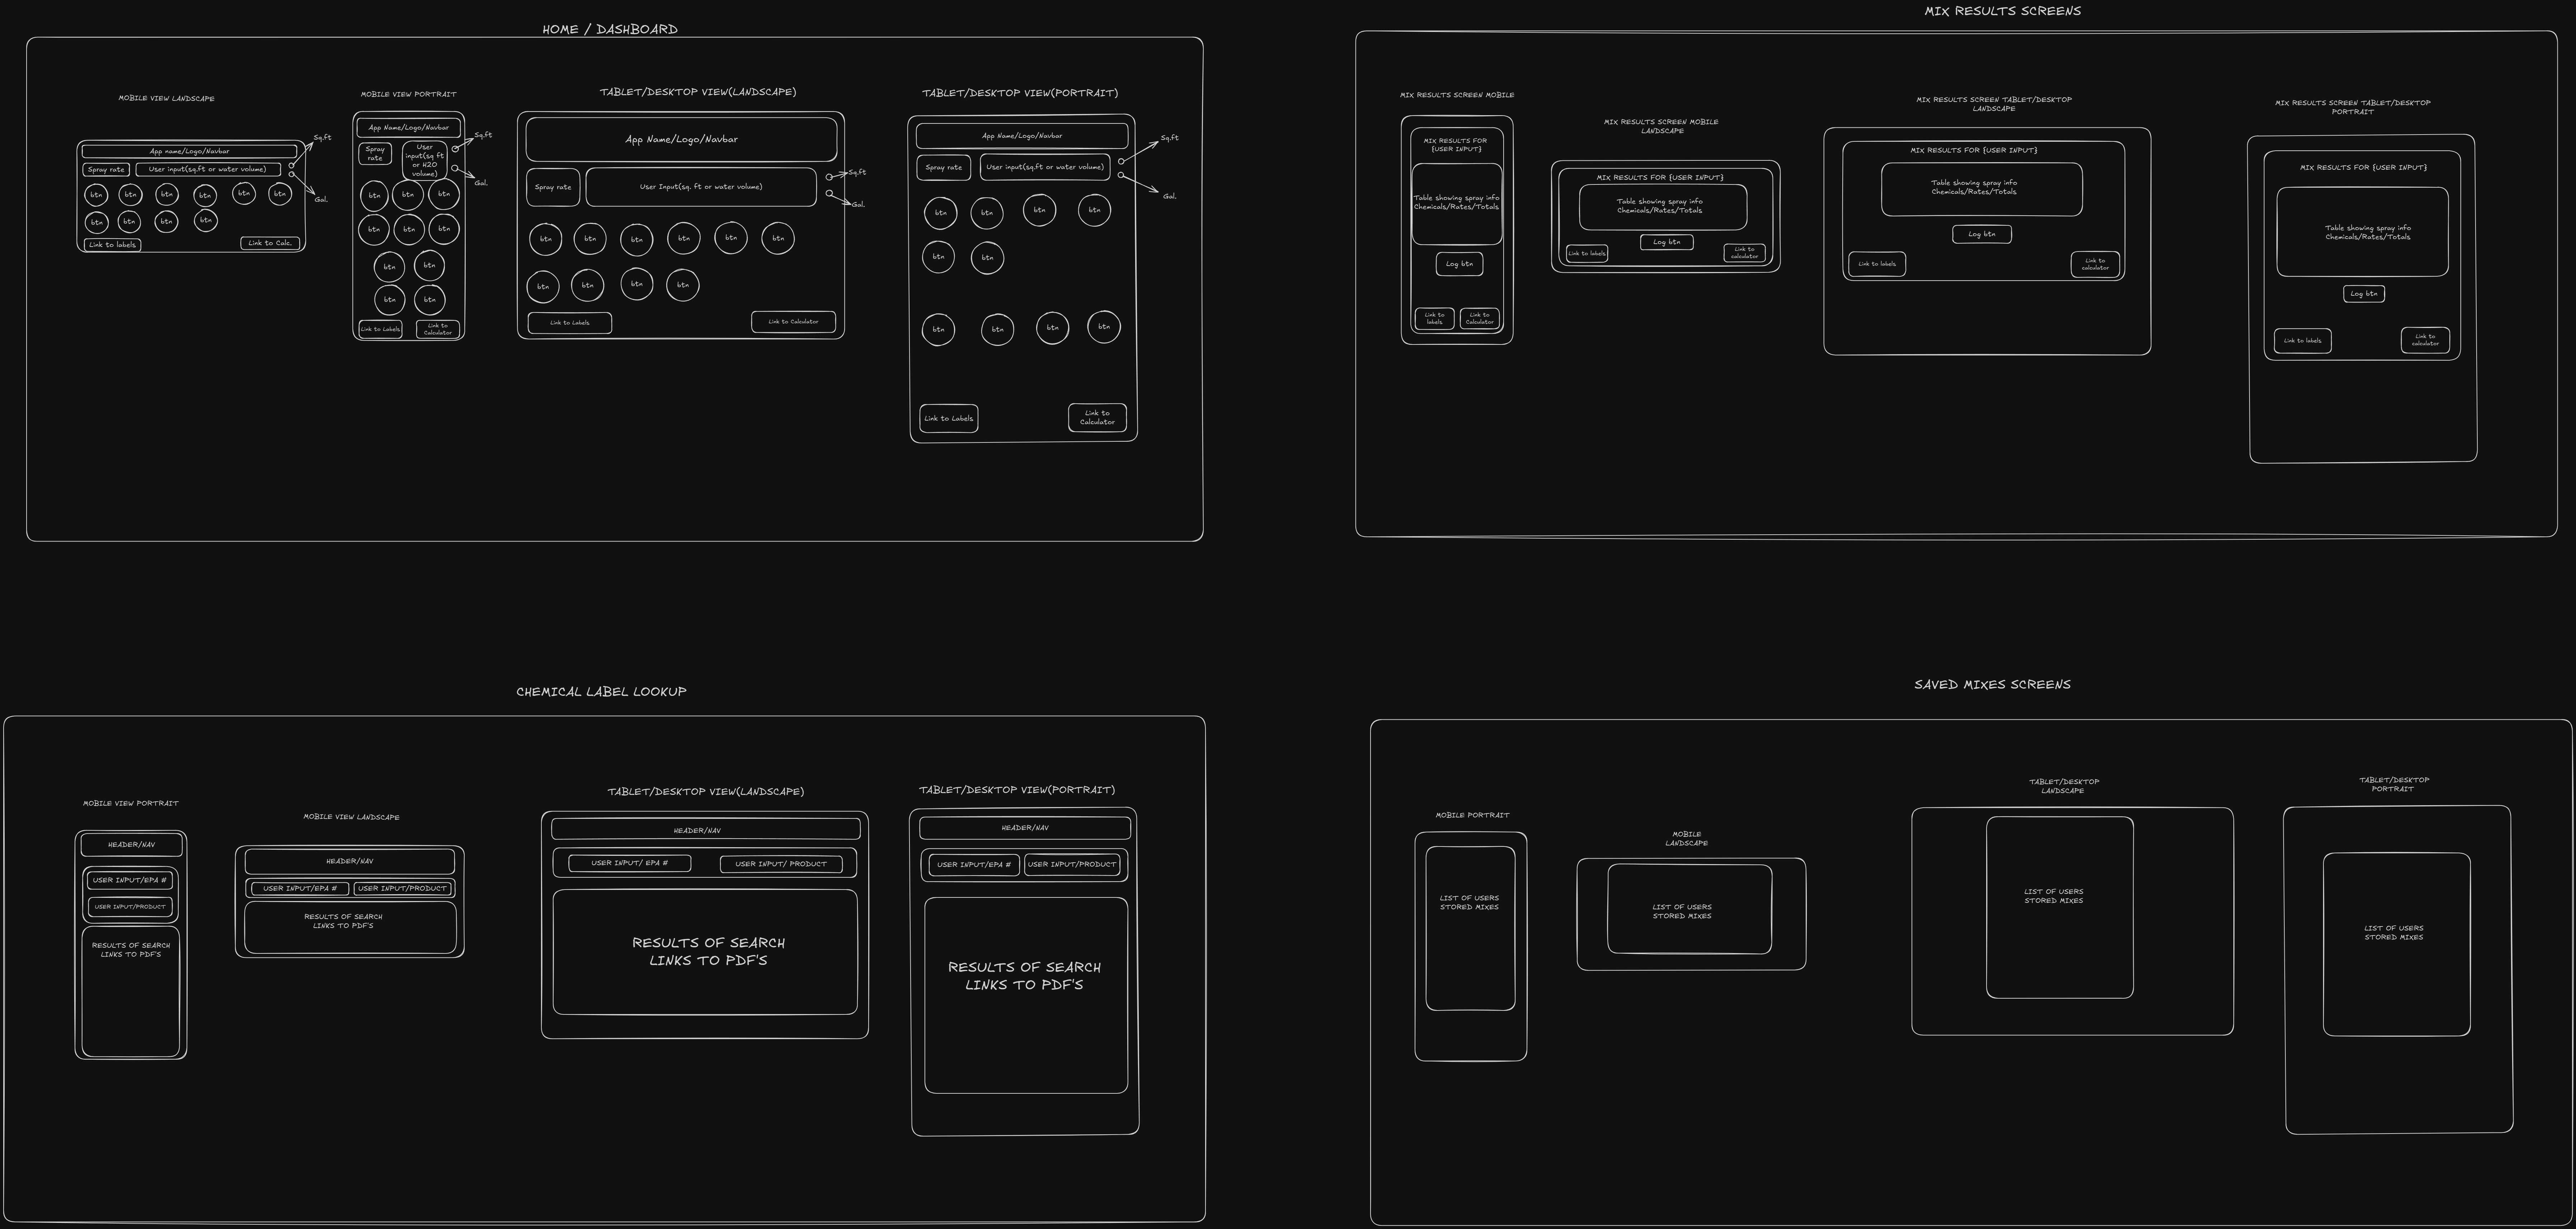 HOME / DASHBOARD
MOBILE VIEW LANDSCAPE
App name/Logo/Navbar
Spray rate
User input(sq.ft or water volume)
Sq.ft
Gal.
btn
btn
btn
btn
btn
btn
btn
btn
btn
btn
Link to labels
Link to Calc.
MOBILE VIEW PORTRAIT
App Name/Logo/Navbar
Spray
rate
User
input(sq ft
or H2O
volume)
Sq.ft
Gal.
btn
btn
btn
btn
btn
btn
btn
btn
btn
btn
Link to Labels
Link to
Calculator
TABLET/DESKTOP VIEW(LANDSCAPE)
App Name/Logo/Navbar
Spray rate
User Input(sq. ft or water volume)
Sq.ft
Gal.
btn
btn
btn
btn
btn
btn
btn
btn
btn
btn
Link to Labels
Link to Calculator
TABLET/DESKTOP VIEW(PORTRAIT)
App Name/Logo/Navbar
Spray rate
User input(sq.ft or water volume)
Sq.ft
Gal.
btn
btn
btn
btn
btn
btn
btn
btn
btn
btn
Link to Labels
Link to
Calculator
MIX RESULTS SCREENS
MIX RESULTS SCREEN MOBILE
MIX RESULTS FOR
{USER INPUT}
Table showing spray info
Chemicals/Rates/Totals
Log btn
Link to
labels
Link to
Calculator
MIX RESULTS SCREEN MOBILE
LANDSCAPE
MIX RESULTS FOR {USER INPUT}
Table showing spray info
Chemicals/Rates/Totals
Log btn
Link to labels
Link to
calculator
MIX RESULTS SCREEN TABLET/DESKTOP
LANDSCAPE
MIX RESULTS FOR {USER INPUT}
Table showing spray info
Chemicals/Rates/Totals
Log btn
Link to labels
Link to
calculator
MIX RESULTS SCREEN TABLET/DESKTOP
PORTRAIT
MIX RESULTS FOR {USER INPUT}
Table showing spray info
Chemicals/Rates/Totals
Log btn
Link to labels
Link to
calculator
CHEMICAL LABEL LOOKUP
MOBILE VIEW PORTRAIT
HEADER/NAV
USER INPUT/EPA #
USER INPUT/PRODUCT
RESULTS OF SEARCH
LINKS TO PDF'S
MOBILE VIEW LANDSCAPE
HEADER/NAV
USER INPUT/EPA #
USER INPUT/PRODUCT
RESULTS OF SEARCH
LINKS TO PDF'S
TABLET/DESKTOP VIEW(LANDSCAPE)
HEADER/NAV
USER INPUT/ EPA #
USER INPUT/ PRODUCT
RESULTS OF SEARCH
LINKS TO PDF'S
TABLET/DESKTOP VIEW(PORTRAIT)
HEADER/NAV
USER INPUT/EPA #
USER INPUT/PRODUCT
RESULTS OF SEARCH
LINKS TO PDF'S
SAVED MIXES SCREENS
MOBILE PORTRAIT
LIST OF USERS
STORED MIXES
MOBILE
LANDSCAPE
LIST OF USERS
STORED MIXES
TABLET/DESKTOP
LANDSCAPE
LIST OF USERS
STORED MIXES
TABLET/DESKTOP
PORTRAIT
LIST OF USERS
STORED MIXES